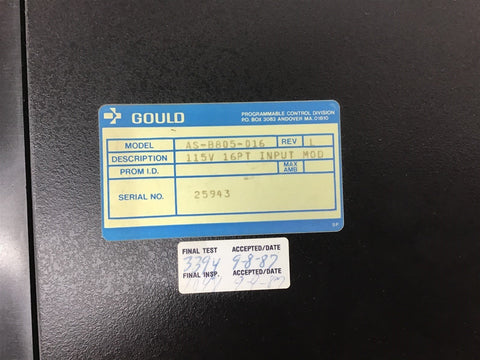 GOULD
PROGRAMMABLE CONTROL DIVISION
P.O. BOX 3083 ANDOVER MA. 01810
MODEL AS-B805-016 REV L
DESCRIPTION 115V 16PT INPUT MOD
PROM I.D. MAX AMB
SERIAL NO. 25943
FINAL TEST ACCEPTED/DATE
3394 9-8-87
FINAL INSP. ACCEPTED/DATE